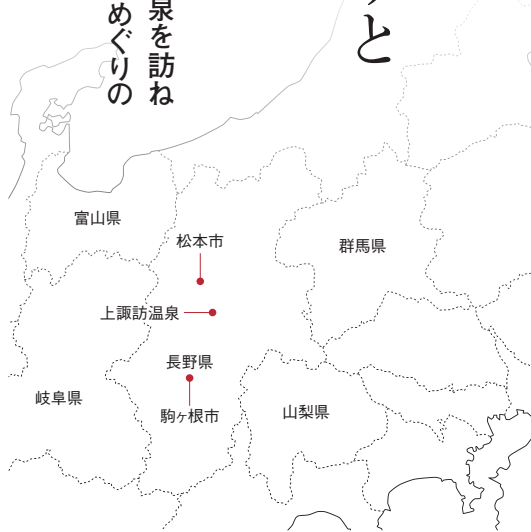 と
泉を訪ね
めぐりの
富山県
松本市
群馬県
上諏訪温泉
長野県
岐阜県
駒ヶ根市
山梨県